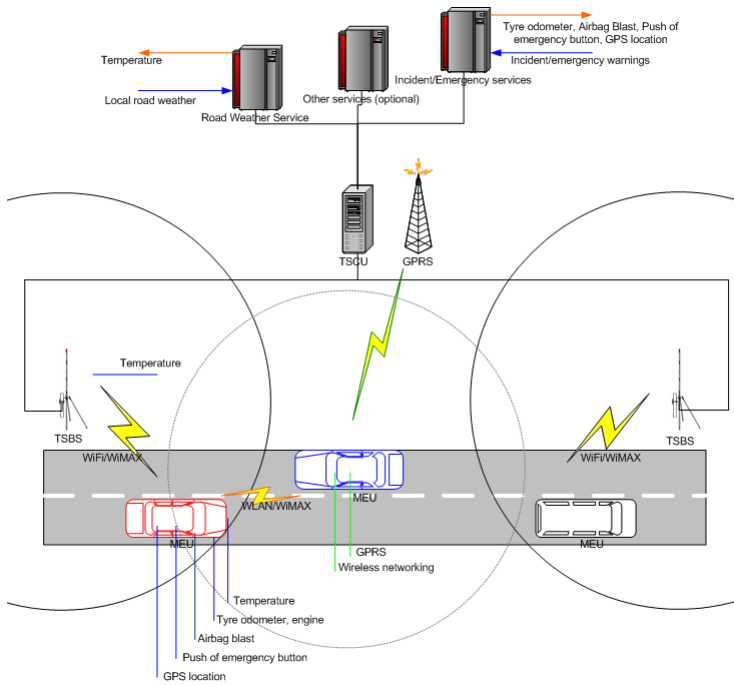 Tyre odometer, Airbag Blast, Push of
emergency button, GPS location
Temperature
Incident/emergency warnings
Incident/Emergency services
Local road weather
Other services (optional)
Road Weather Service
TSCU
GPRS
Temperature
TSBS
TSBS
WiFi/WiMAX
WiFi/WiMAX
MEU
WLAN/WiMAX
MEU
MEU
GPRS
Wireless networking
Temperature
Tyre odometer, engine
Airbag blast
Push of emergency button
GPS location